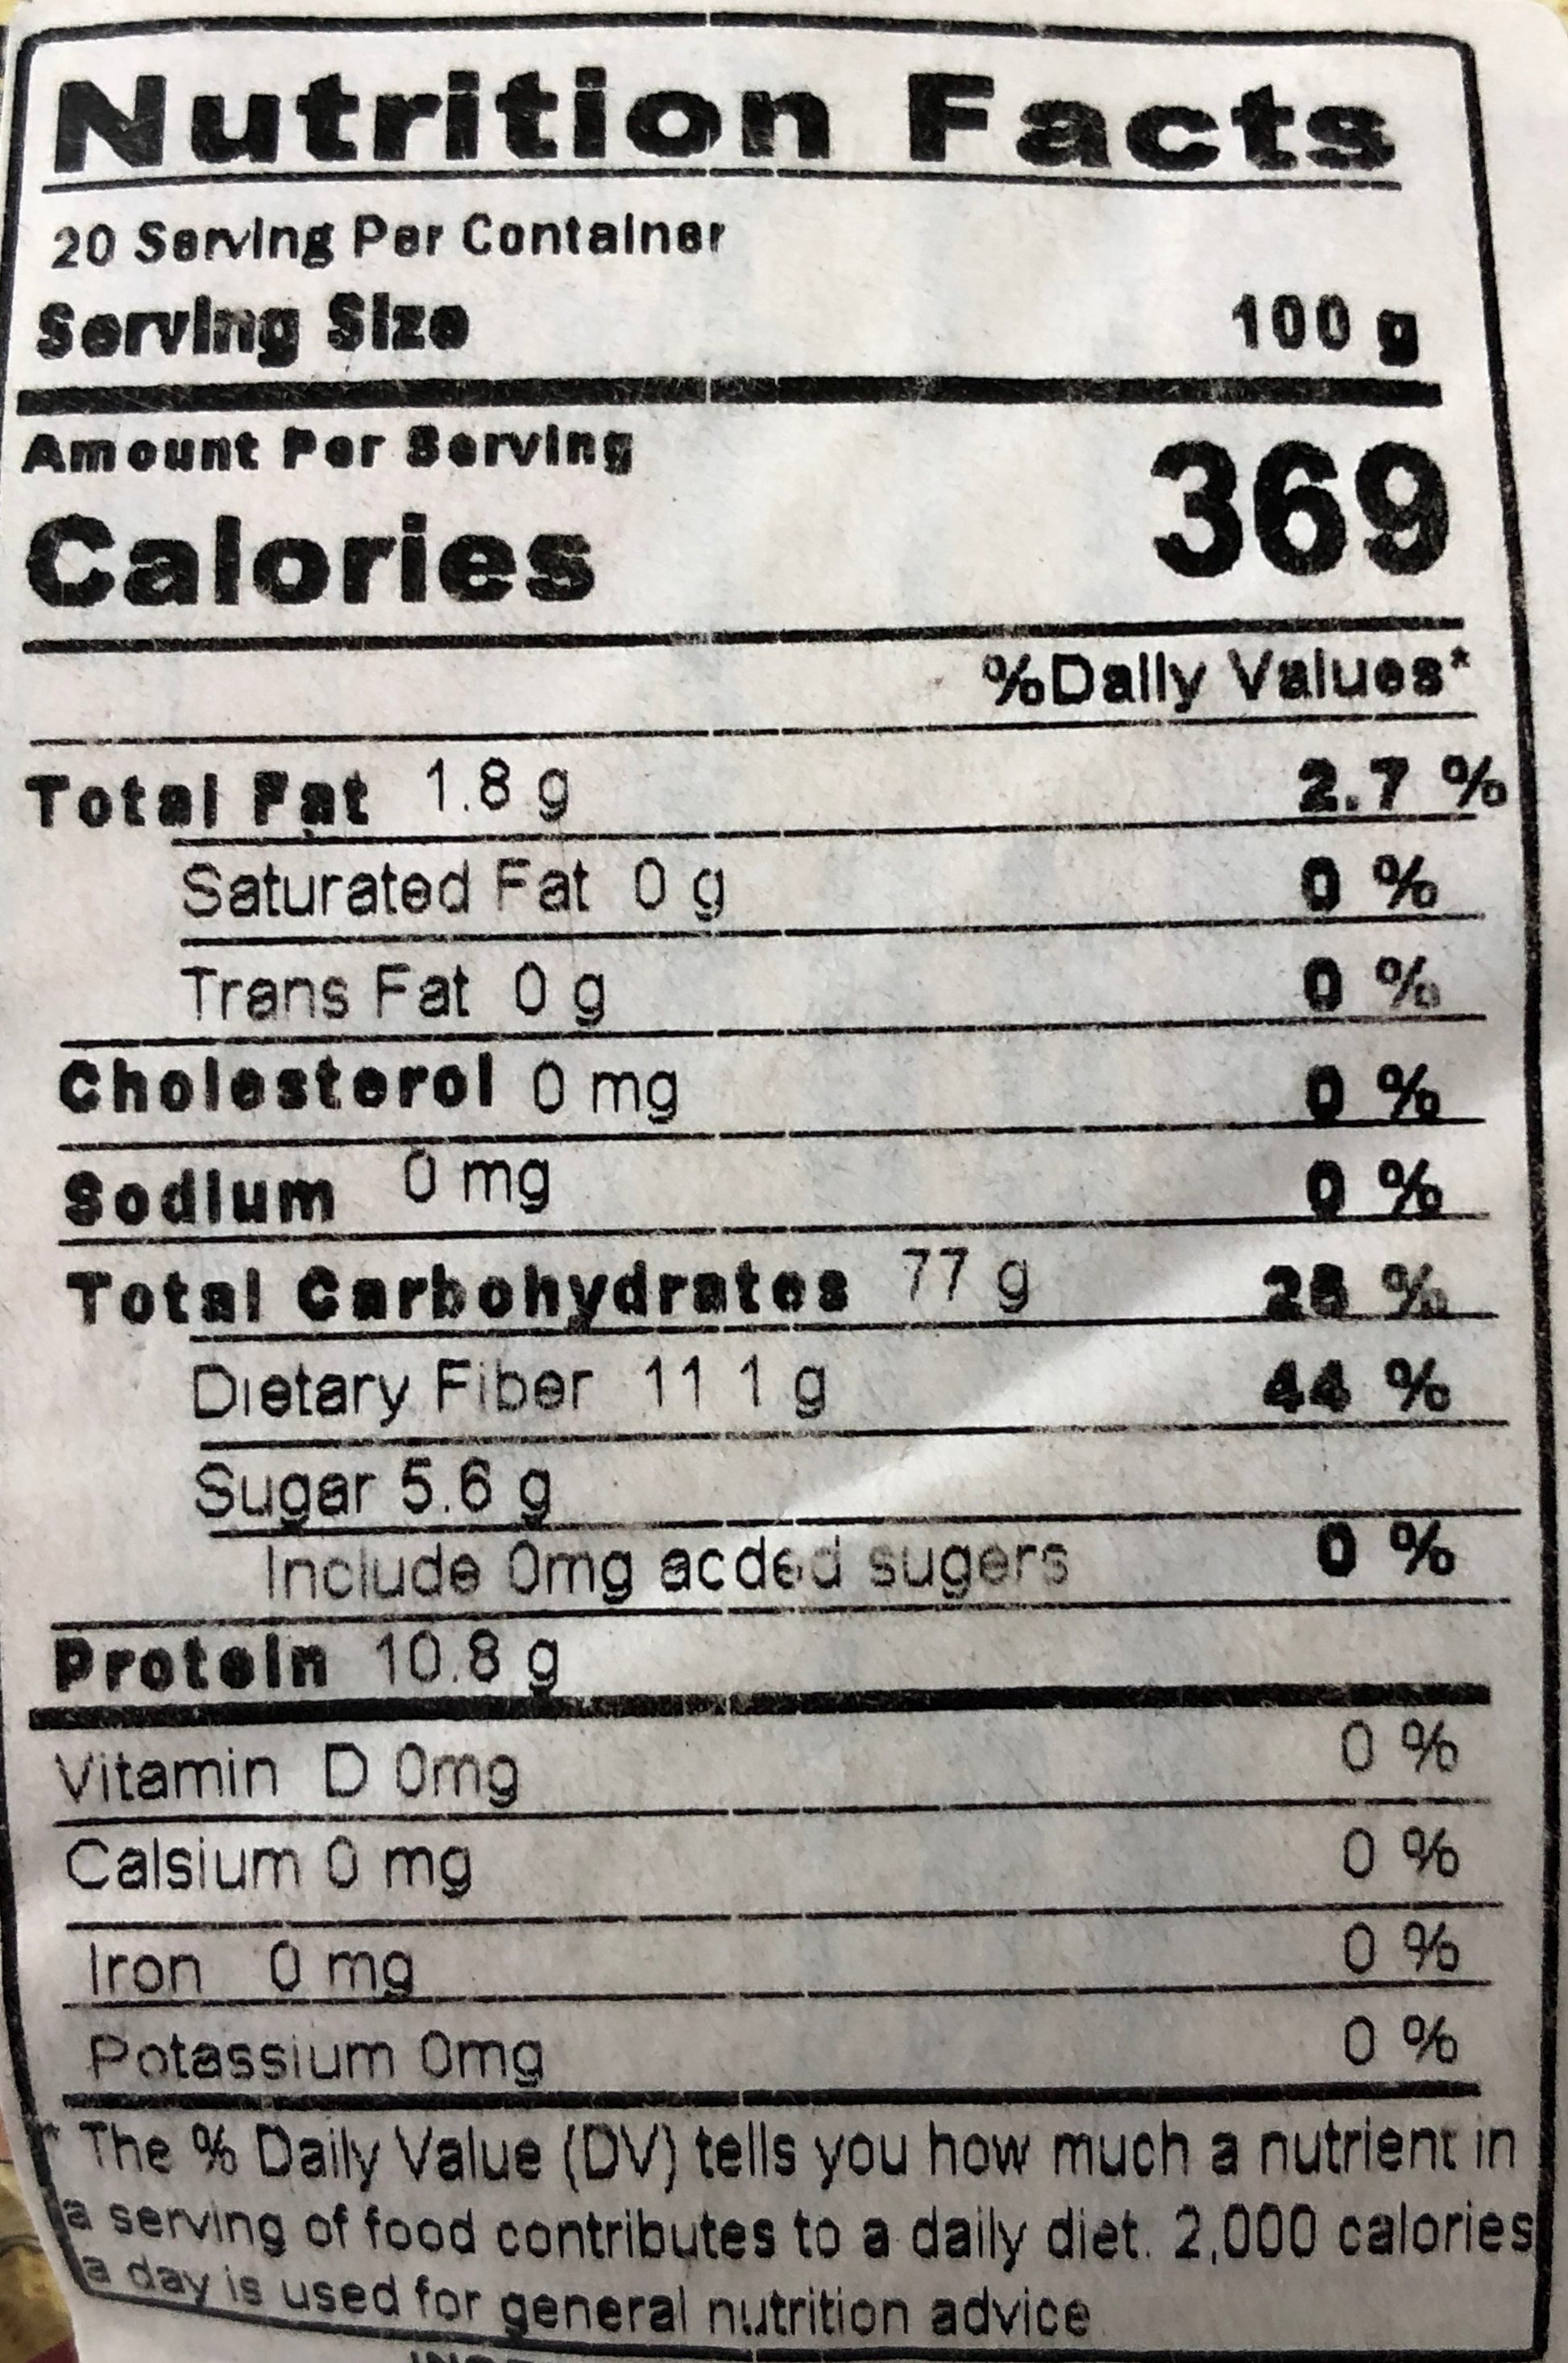 Nutrition Facts
20 Serving Per Container
Serving Size 100 g
Amount Per Serving
Calories 369
%Daily Values*
Total Fat 1.8 g 2.7 %
Saturated Fat 0 g 0 %
Trans Fat 0 g 0 %
Cholesterol 0 mg 0 %
Sodium 0 mg 0 %
Total Carbohydrates 77 g %
Dietary Fiber 11 1 g 44 %
Sugar 5.6 g
Include 0mg added sugers 0 %
Protein 10.8 g
Vitamin D 0mg 0 %
Calsium 0 mg 0 %
Iron 0 mg 0 %
Potassium 0mg 0 %
* The % Daily Value (DV) tells you how much a nutrient in
a serving of food contributes to a daily diet. 2,000 calories
a day is used for general nutrition advice